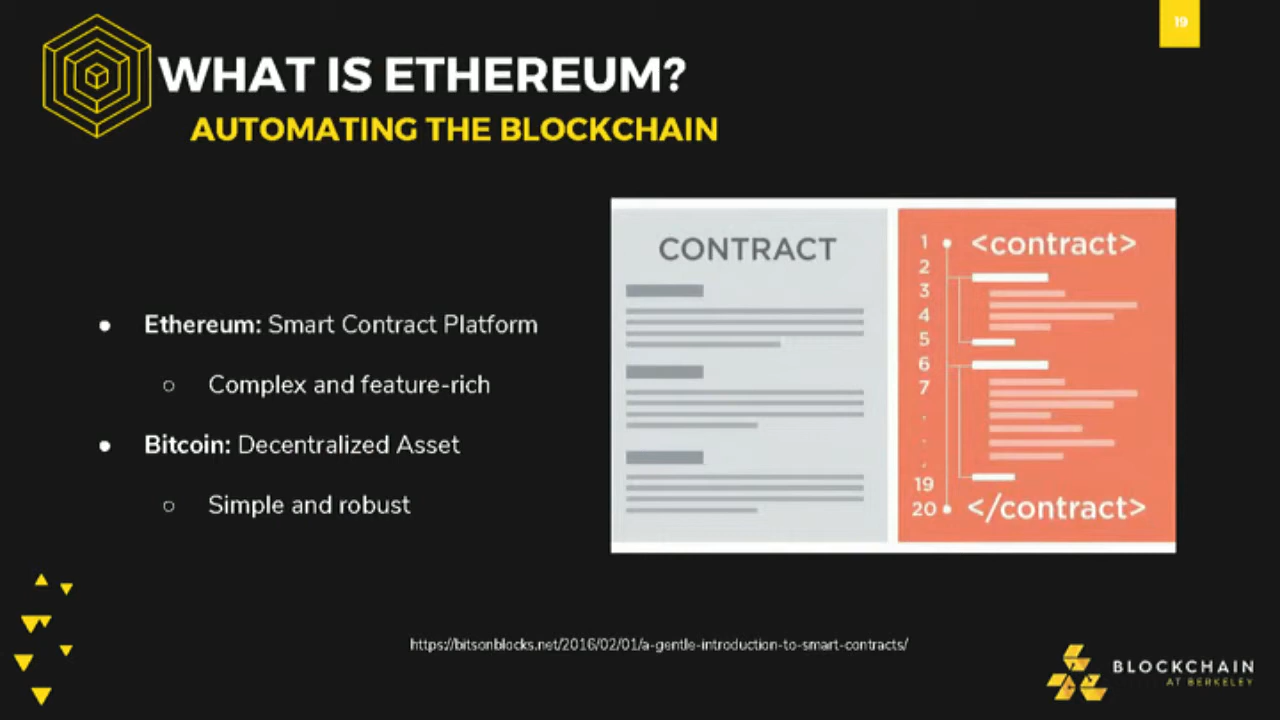 19
WHAT IS ETHEREUM?
AUTOMATING THE BLOCKCHAIN
● Ethereum: Smart Contract Platform
○ Complex and feature-rich
● Bitcoin: Decentralized Asset
○ Simple and robust
CONTRACT
1 <contract>
2
3
4
5
6
7
.
.
.
19
20 </contract>
https://bitsonblocks.net/2016/02/01/a-gentle-introduction-to-smart-contracts/
BLOCKCHAIN
AT BERKELEY